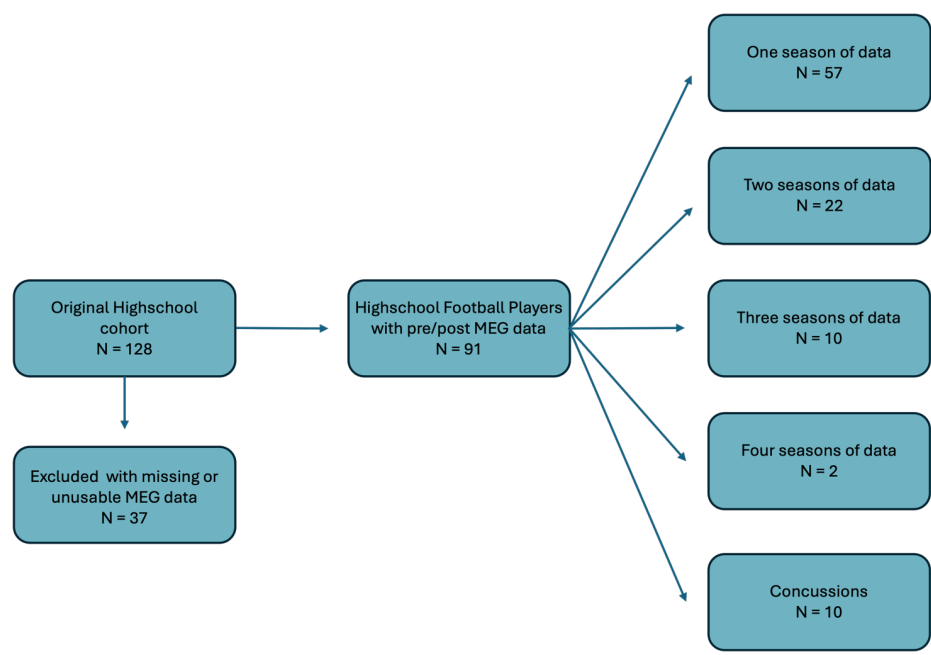 Original Highschool
cohort
N = 128
Excluded with missing or
unusable MEG data
N = 37
Highschool Football Players
with pre/post MEG data
N = 91
One season of data
N = 57
Two seasons of data
N = 22
Three seasons of data
N = 10
Four seasons of data
N = 2
Concussions
N = 10